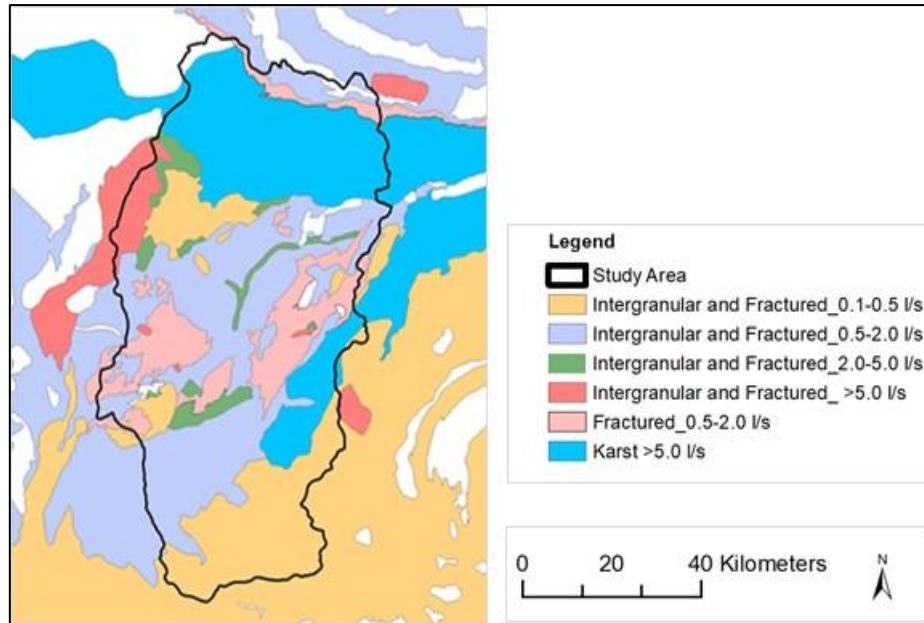 Legend
Study Area
Intergranular and Fractured_0.1-0.5 l/s
Intergranular and Fractured_0.5-2.0 l/s
Intergranular and Fractured_2.0-5.0 l/s
Intergranular and Fractured_ >5.0 l/s
Fractured_0.5-2.0 l/s
Karst >5.0 l/s
0 20 40 Kilometers
N